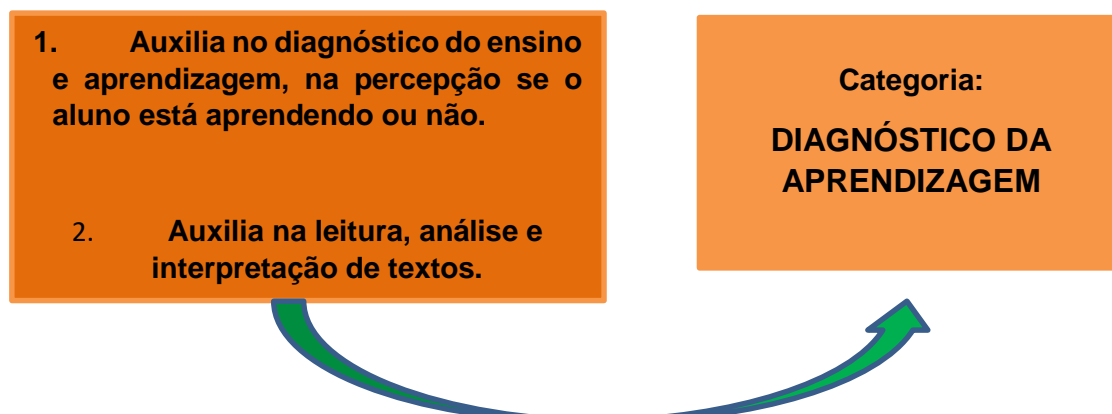 1. Auxilia no diagnóstico do ensino
e aprendizagem, na percepção se o
aluno está aprendendo ou não.
2. Auxilia na leitura, análise e
interpretação de textos.
Categoria:
DIAGNÓSTICO DA
APRENDIZAGEM